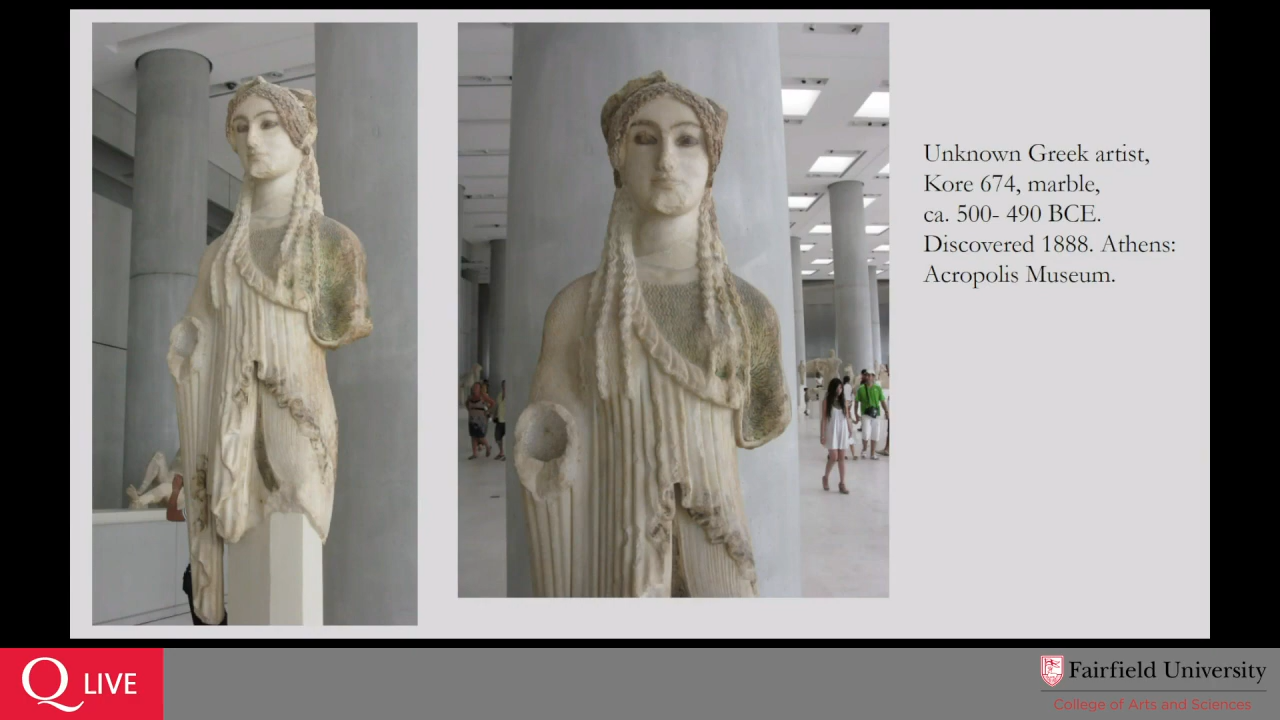 Unknown Greek artist,
Kore 674, marble,
ca. 500- 490 BCE.
Discovered 1888. Athens:
Acropolis Museum.
Q LIVE
Fairfield University
College of Arts and Sciences